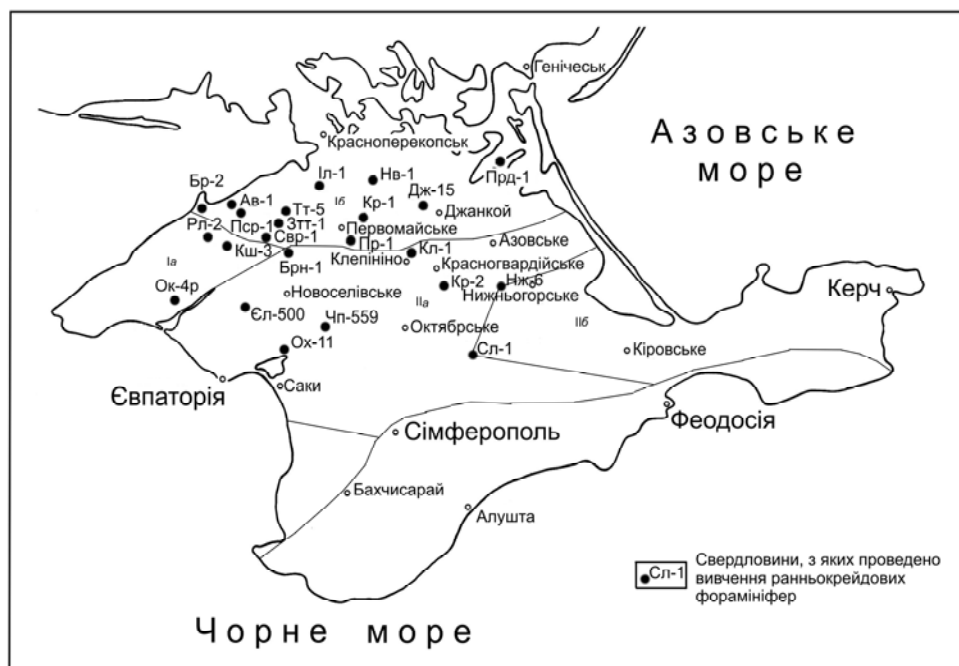 Генічеськ
Азовське
море
Красноперекопськ
Бр-2
Ав-1
Іл-1
Нв-1
Прд-1
Дж-15
Тт-5
Іб
Кр-1
Джанкой
Рл-2
Пср-1
Зтт-1
Первомайське
Свр-1
Пр-1
Кл-1
Азовське
Кш-3
Іа
Брн-1
Клепініно
Красногвардійське
Ок-4р
Новоселівське
ІІа
Кр-2
Нж-6
Нижньогорське
Керч
Єл-500
Чп-559
Октябрське
ІІб
Ох-11
Сл-1
Кіровське
Євпаторія
Саки
Феодосія
Сімферополь
Бахчисарай
Алушта
Сл-1
Свердловини, з яких проведено
вивчення ранньокрейдових
форамініфер
Чорне море